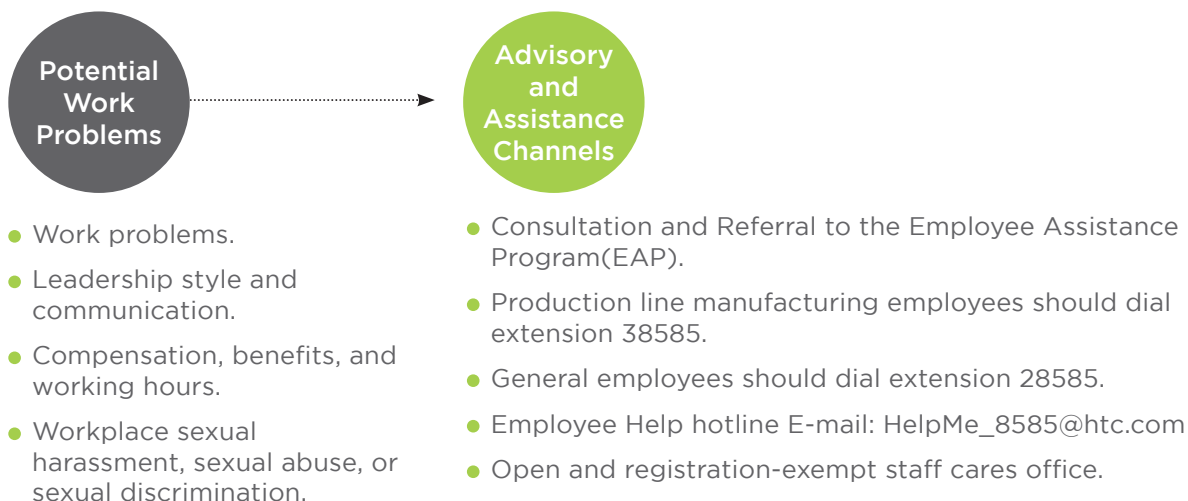 Potential
Work
Problems
Advisory
and
Assistance
Channels
Work problems.
Leadership style and
communication.
Compensation, benefits, and
working hours.
Workplace sexual
harassment, sexual abuse, or
sexual discrimination.
Consultation and Referral to the Employee Assistance
Program(EAP).
Production line manufacturing employees should dial
extension 38585.
General employees should dial extension 28585.
Employee Help hotline E-mail: HelpMe_8585@htc.com
Open and registration-exempt staff cares office.